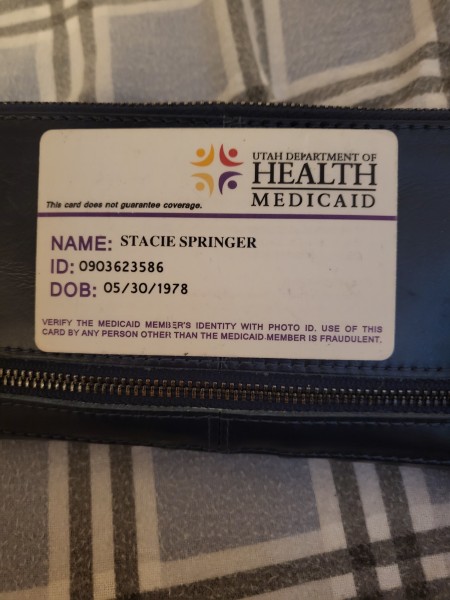 UTAH DEPARTMENT OF
HEALTH
MEDICAID
This card does not guarantee coverage.
NAME: STACIE SPRINGER
ID: 0903623586
DOB: 05/30/1978
VERIFY THE MEDICAID MEMBER'S IDENTITY WITH PHOTO ID. USE OF THIS
CARD BY ANY PERSON OTHER THAN THE MEDICAID MEMBER IS FRAUDULENT.